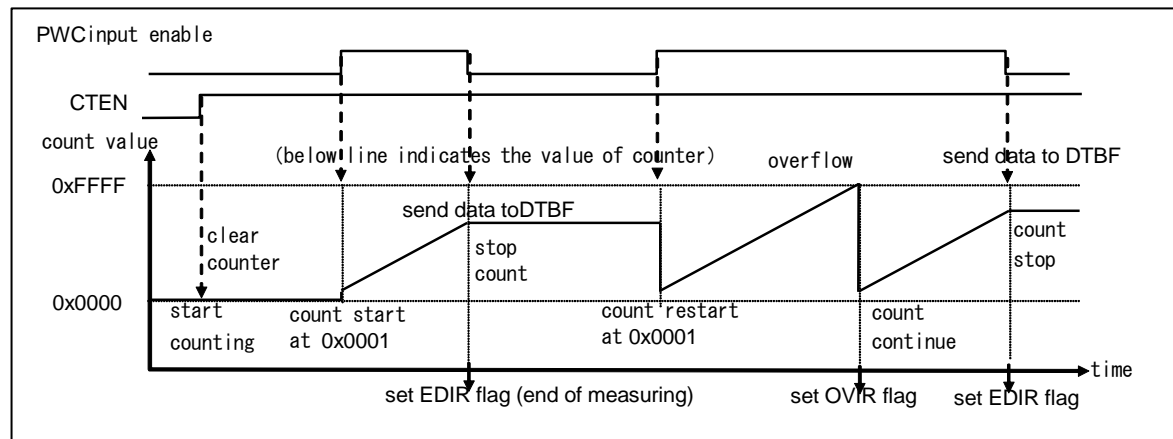 PWCinput enable
CTEN
count value
(below line indicates the value of counter)
overflow
send data to DTBF
0xFFFF
send data toDTBF
clear
counter
stop
count
count
stop
0x0000
start
counting
count start
at 0x0001
count restart
at 0x0001
count
continue
time
set EDIR flag (end of measuring)
set OVIR flag
set EDIR flag